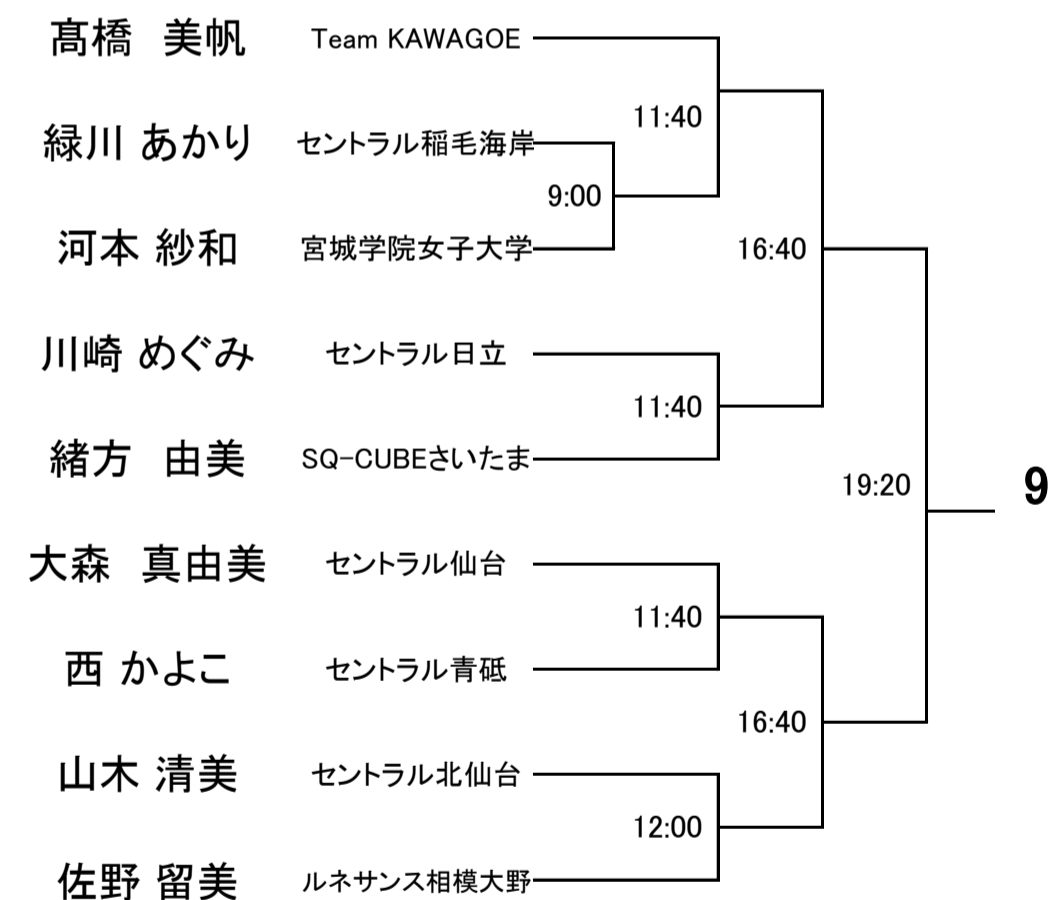 髙橋　美帆 Team KAWAGOE
11:40
緑川 あかり セントラル稲毛海岸
9:00
河本 紗和 宮城学院女子大学
16:40
川崎 めぐみ セントラル日立
11:40
緒方　由美 SQ-CUBEさいたま
19:20
9
大森　真由美 セントラル仙台
11:40
西 かよこ セントラル青砥
16:40
山木 清美 セントラル北仙台
12:00
佐野 留美 ルネサンス相模大野